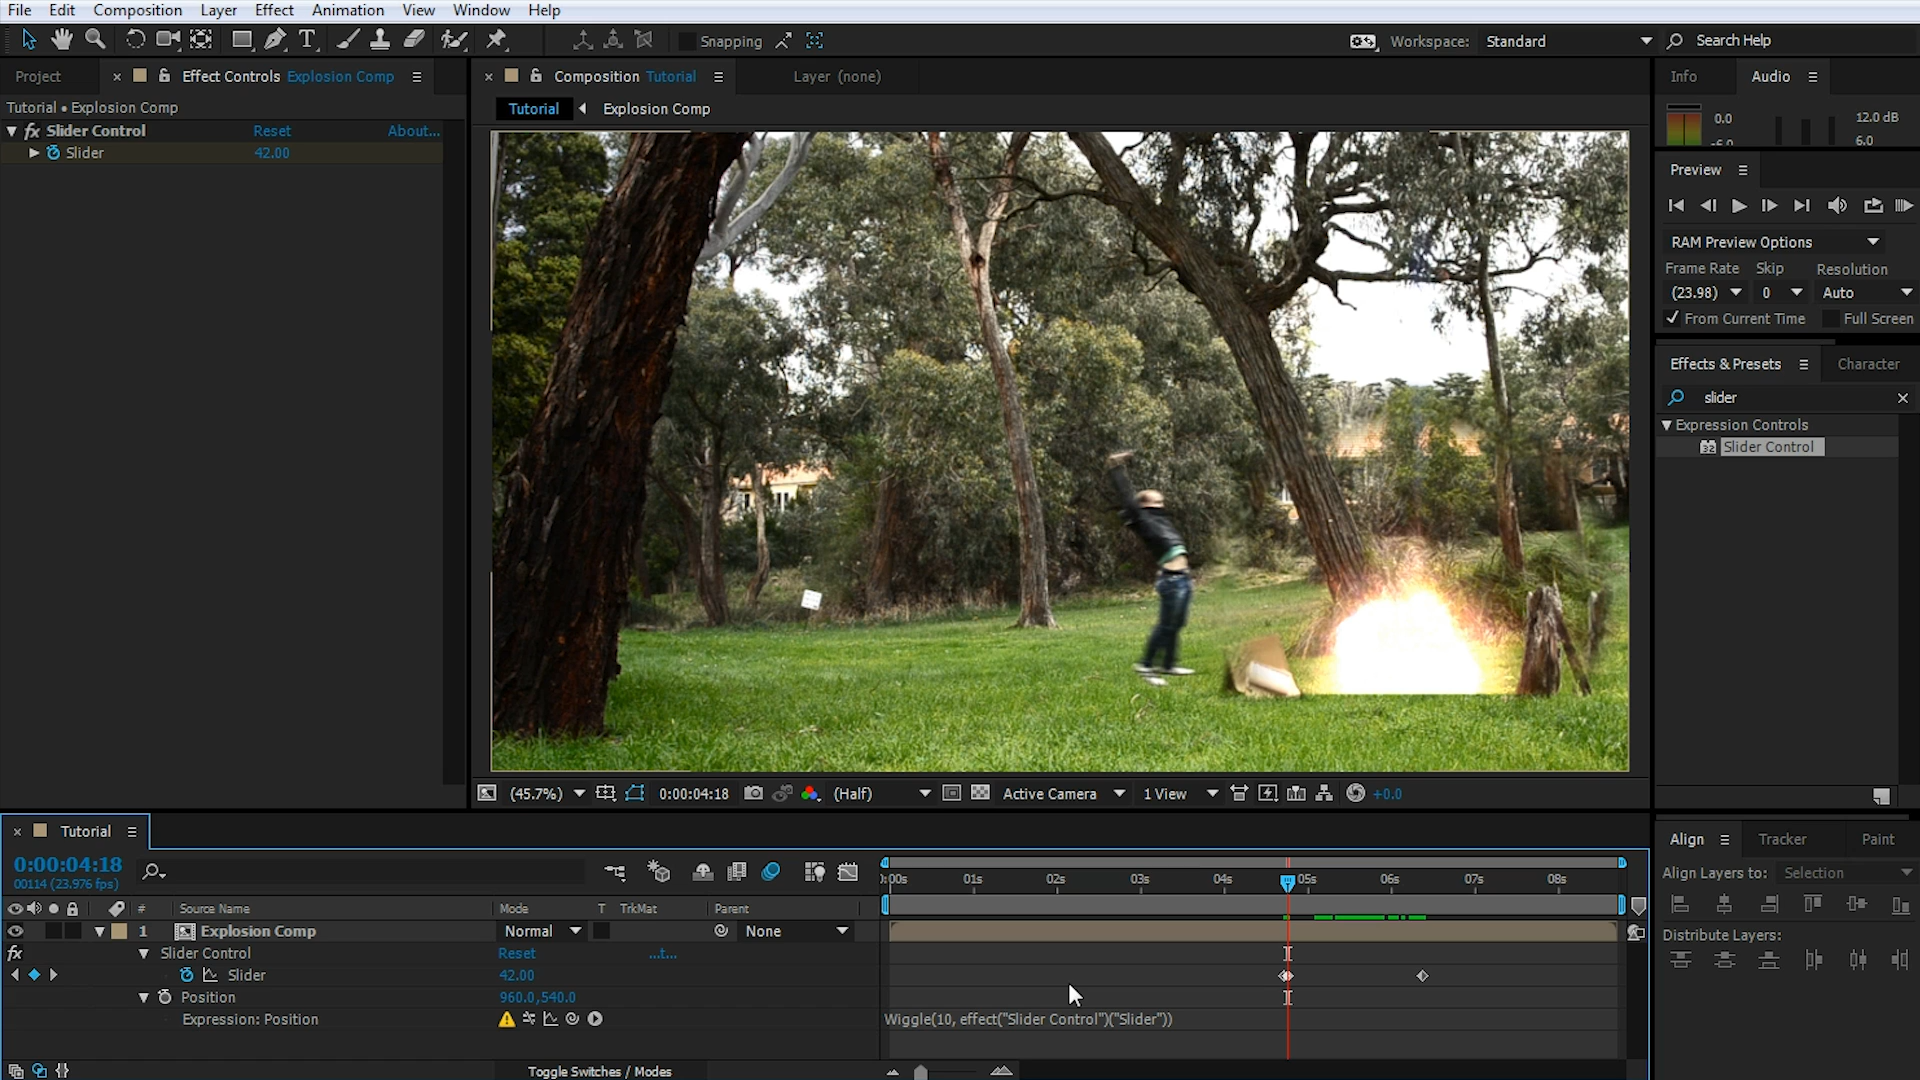 File Edit Composition Layer Effect Animation View Window Help
Snapping Workspace: Standard Search Help
Project × Effect Controls Explosion Comp
× Composition Tutorial Layer (none)
Info Audio
Tutorial • Explosion Comp
Tutorial Explosion Comp
fx Slider Control Reset About...
Slider 42.00
0.0 12.0 dB
-6.0 6.0
Preview
RAM Preview Options
Frame Rate Skip Resolution
(23.98) 0 Auto
From Current Time Full Screen
Effects & Presets Character
slider ×
Expression Controls
32 Slider Control
(45.7%) 0:00:04:18 (Half) Active Camera 1 View +0.0
× Tutorial
Align Tracker Paint
0:00:04:18
00114 (23.976 fps)
Align Layers to: Selection
):00s 01s 02s 03s 04s 05s 06s 07s 08s
# Source Name Mode T TrkMat Parent
1 Explosion Comp Normal None
Distribute Layers:
fx Slider Control Reset ...t...
Slider 42.00
Position 960.0,540.0
Expression: Position Wiggle(10, effect("Slider Control")("Slider"))
Toggle Switches / Modes